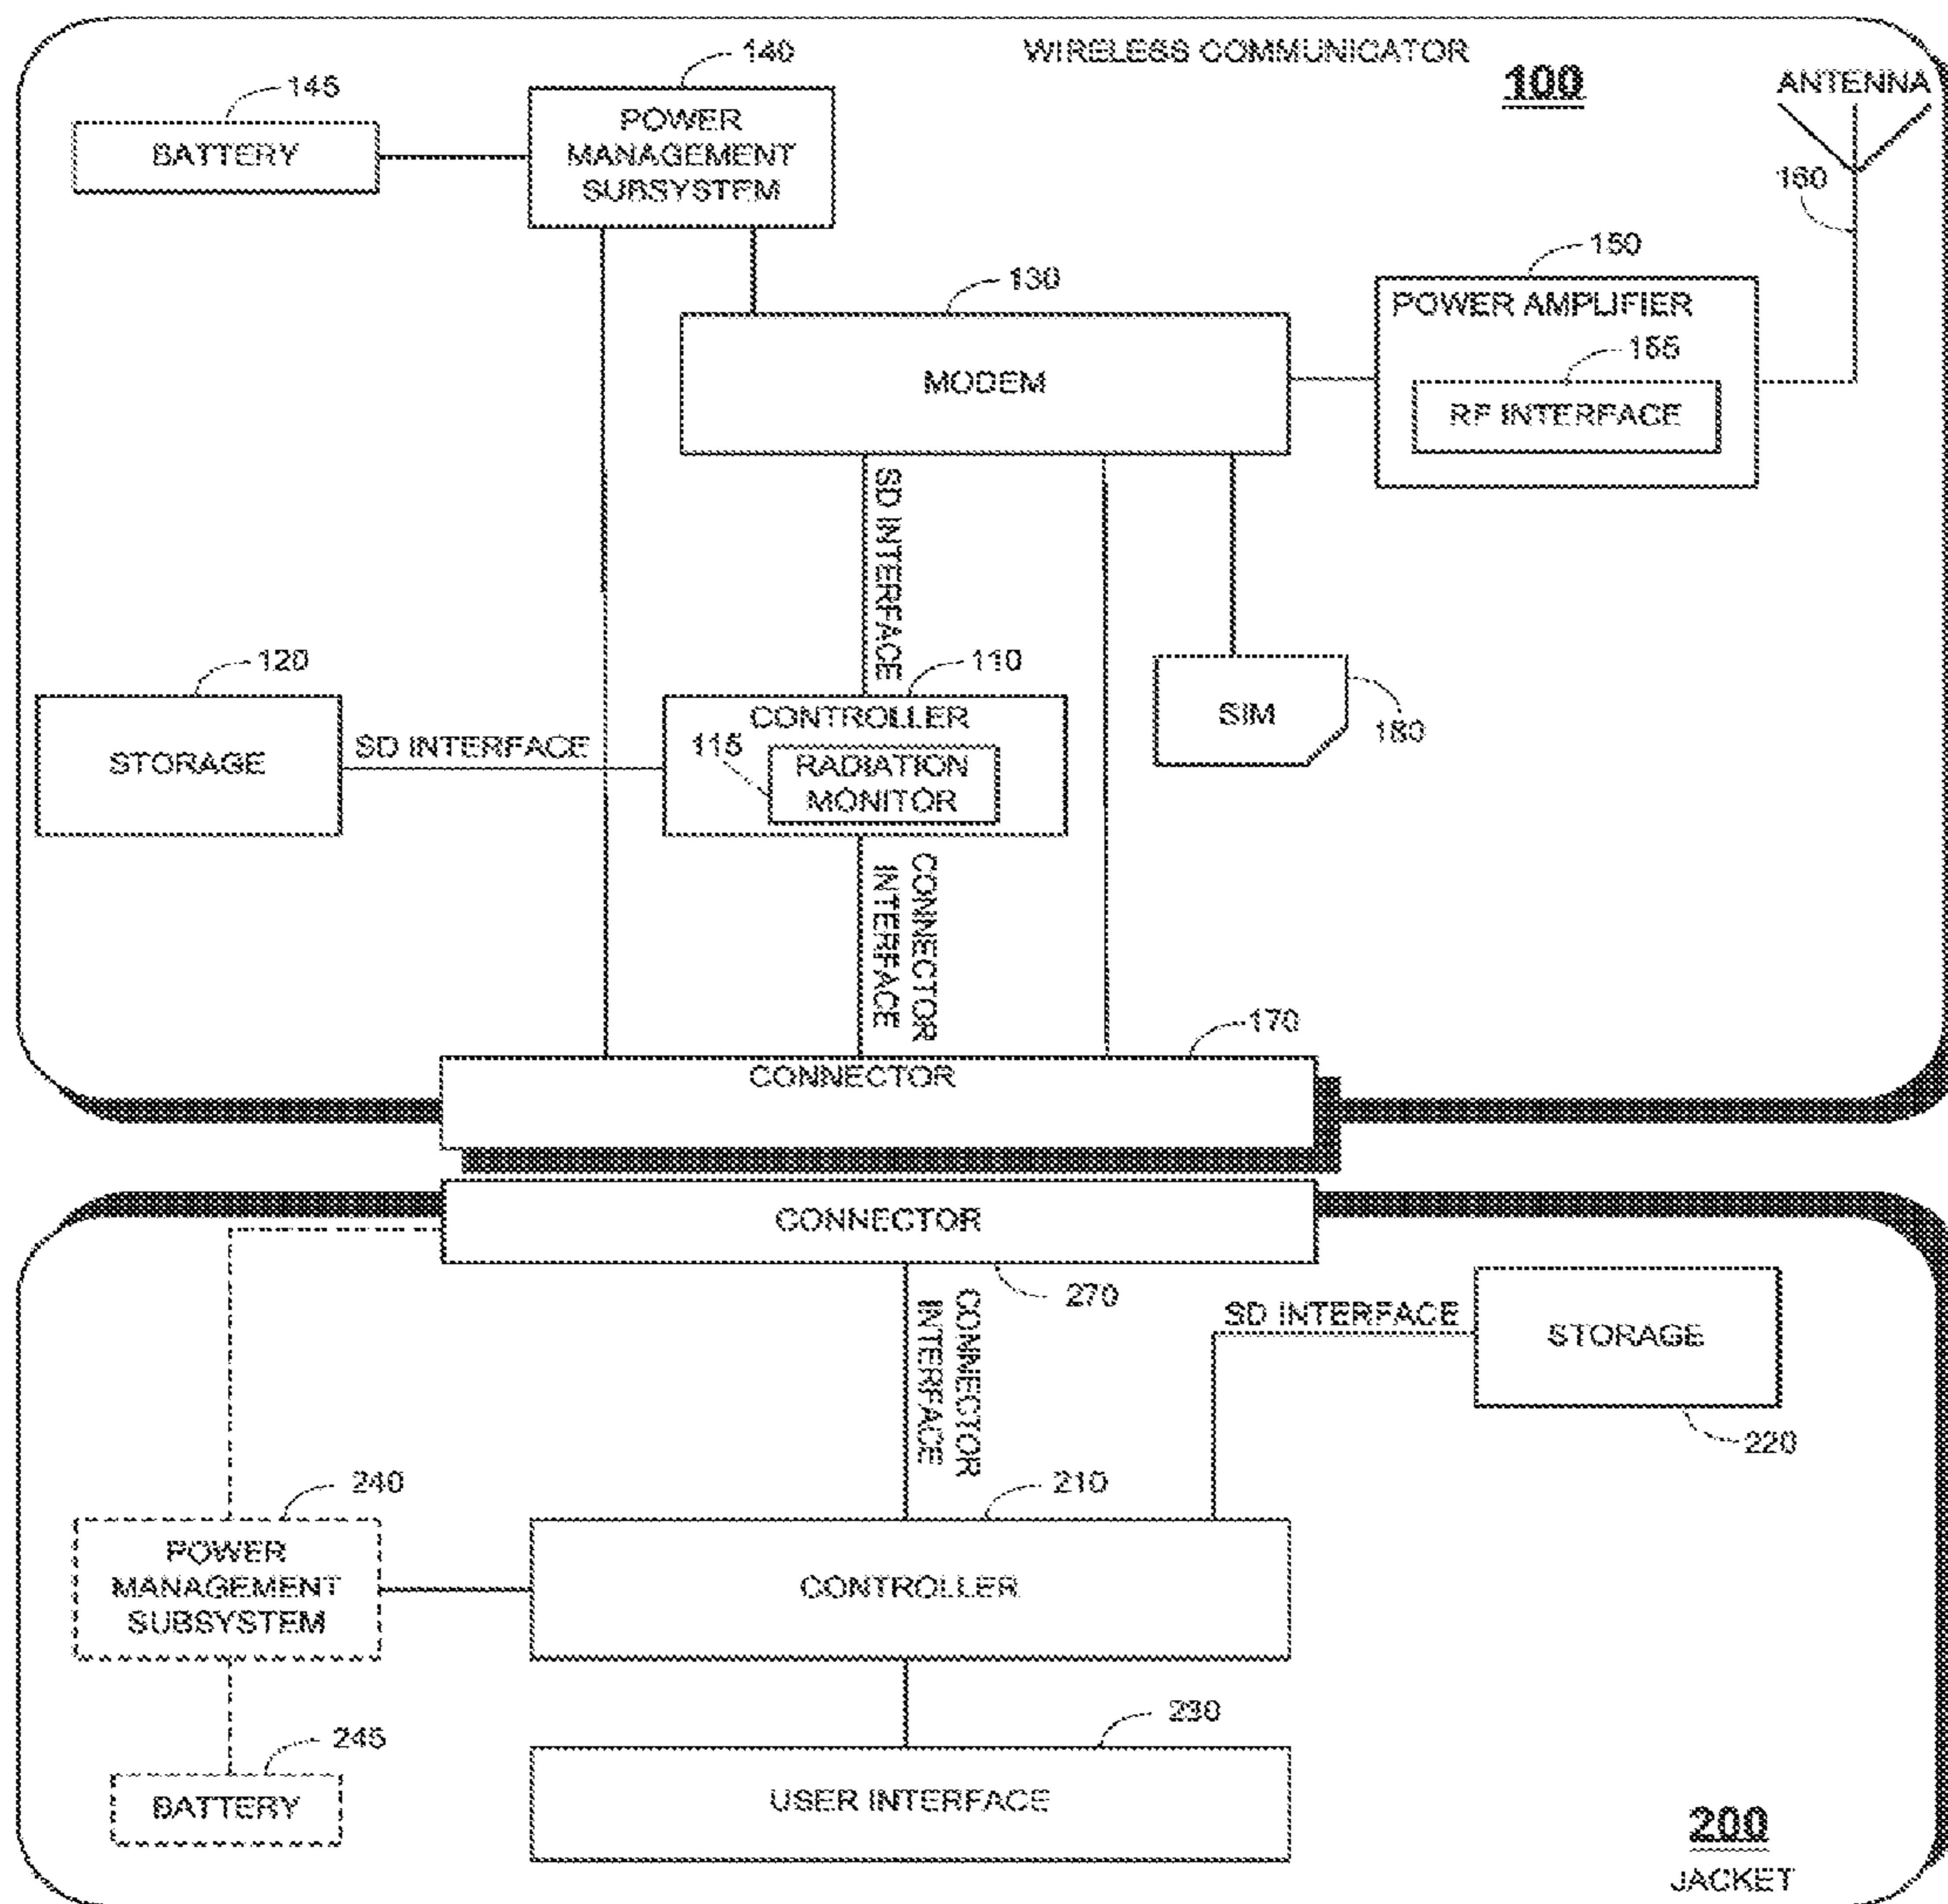 WIRELESS COMMUNICATOR
100
ANTENNA
160
140
145
BATTERY
POWER
MANAGEMENT
SUBSYSTEM
130
MODEM
150
POWER AMPLIFIER
155
RF INTERFACE
SD INTERFACE
120
STORAGE
SD INTERFACE
110
CONTROLLER
115
RADIATION
MONITOR
SIM
180
CONNECTOR
INTERFACE
170
CONNECTOR
CONNECTOR
270
CONNECTOR
INTERFACE
SD INTERFACE
STORAGE
220
240
POWER
MANAGEMENT
SUBSYSTEM
210
CONTROLLER
245
BATTERY
230
USER INTERFACE
200
JACKET